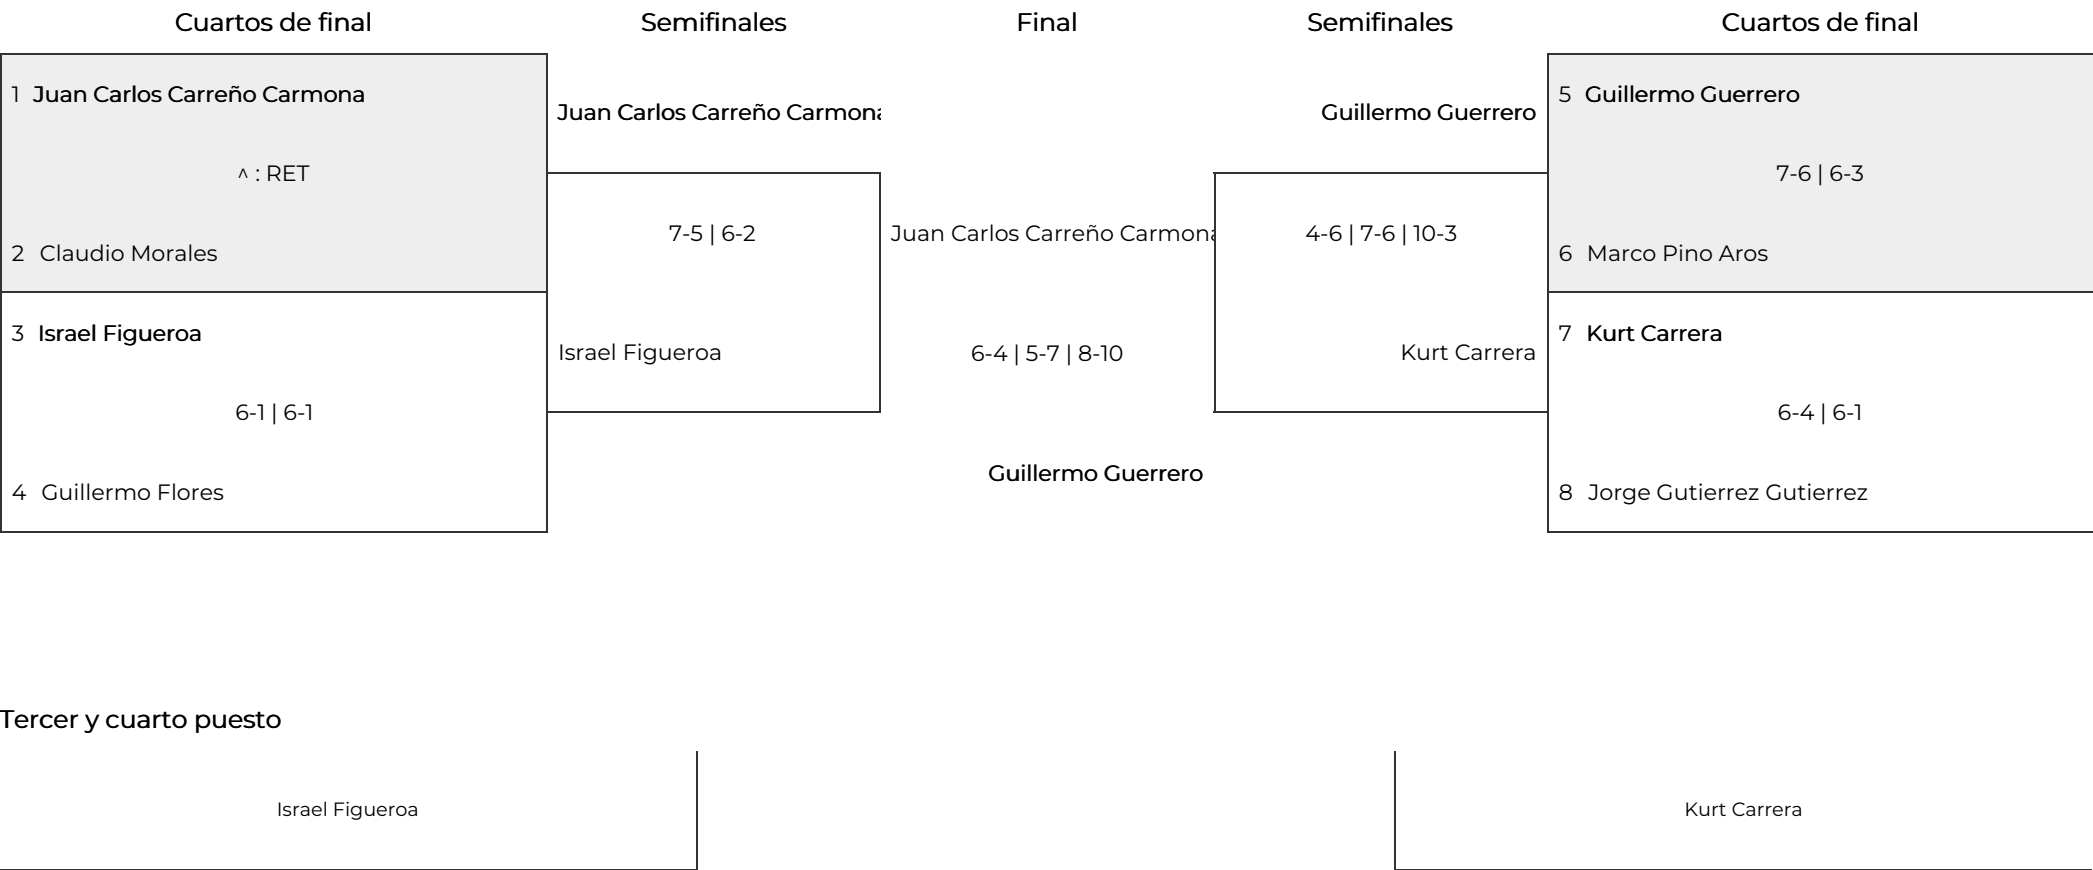 Cuartos de final
Semifinales
Final
Semifinales
Cuartos de final
1 Juan Carlos Carreño Carmona
^ : RET
2 Claudio Morales
3 Israel Figueroa
6-1 | 6-1
4 Guillermo Flores
Juan Carlos Carreño Carmona
7-5 | 6-2
Israel Figueroa
Juan Carlos Carreño Carmona
6-4 | 5-7 | 8-10
Guillermo Guerrero
Guillermo Guerrero
4-6 | 7-6 | 10-3
Kurt Carrera
5 Guillermo Guerrero
7-6 | 6-3
6 Marco Pino Aros
7 Kurt Carrera
6-4 | 6-1
8 Jorge Gutierrez Gutierrez
Tercer y cuarto puesto
Israel Figueroa
Kurt Carrera